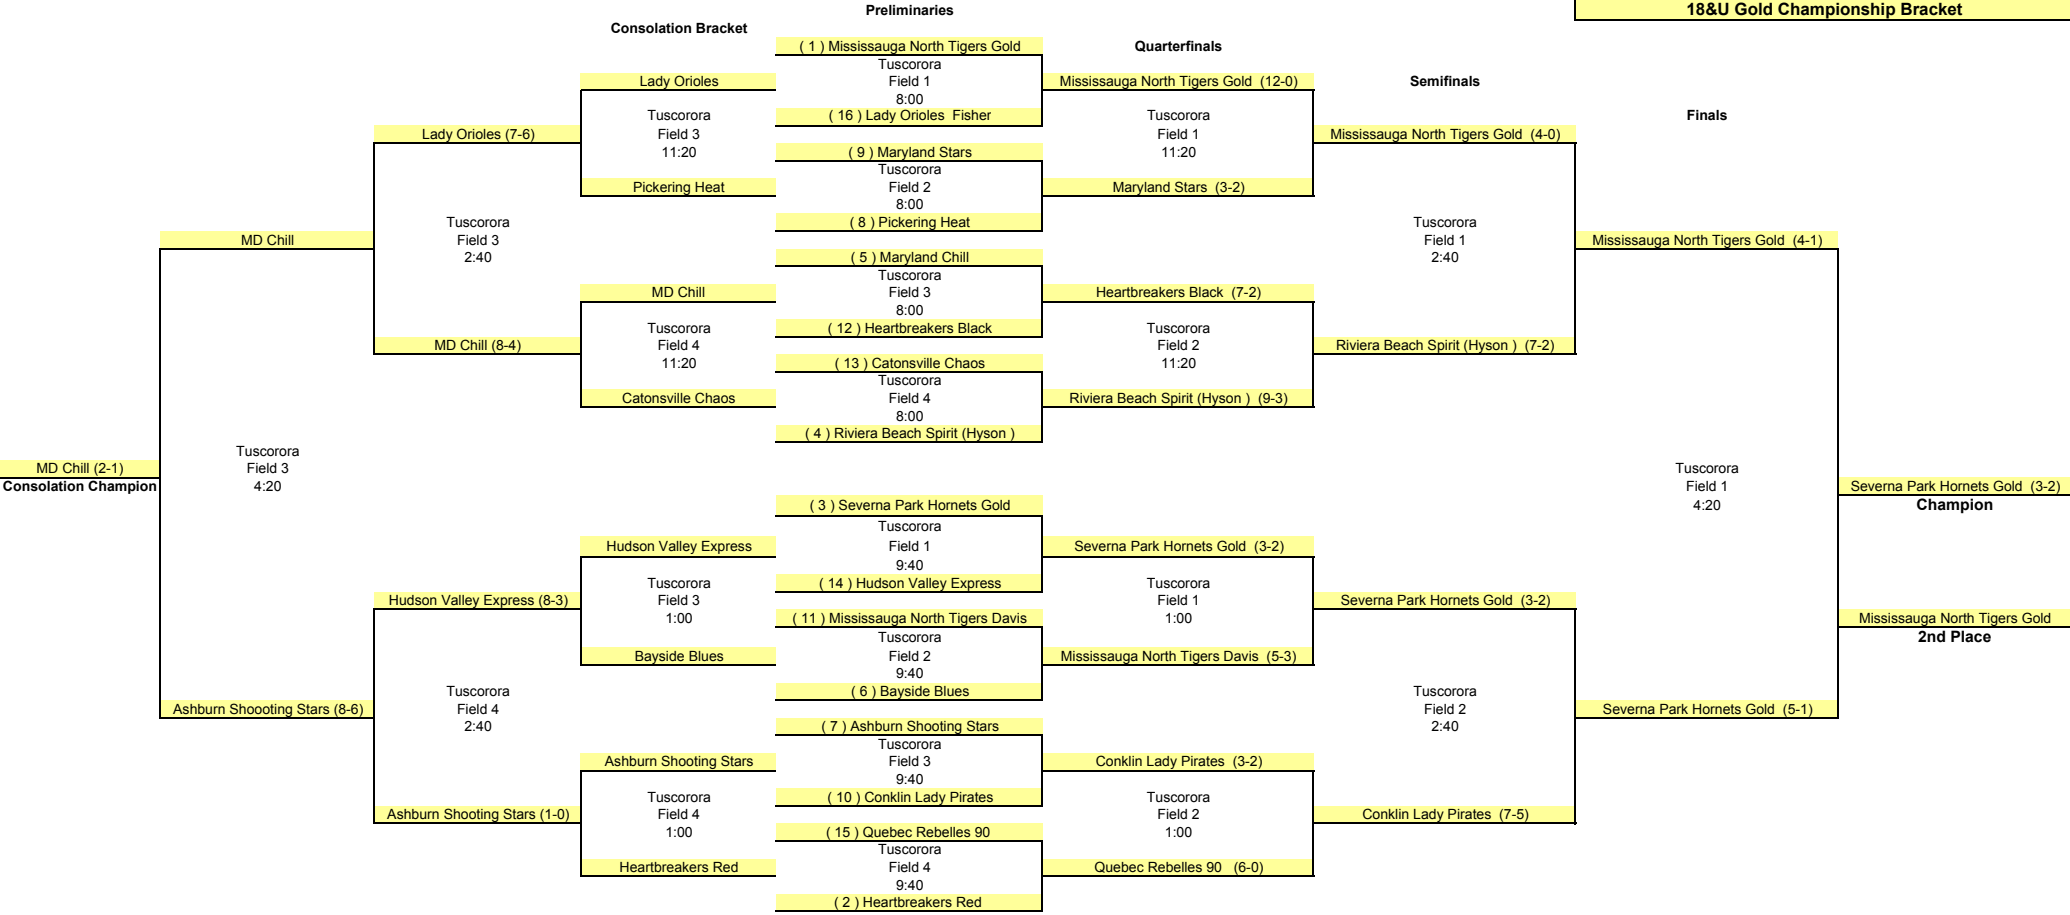 Preliminaries
18&U Gold Championship Bracket
Consolation Bracket
( 1 ) Mississauga North Tigers Gold
Quarterfinals
Tuscorora
Field 1
8:00
Lady Orioles
Mississauga North Tigers Gold (12-0)
Semifinals
( 16 ) Lady Orioles Fisher
Tuscorora
Field 3
11:20
Tuscorora
Field 1
11:20
Finals
Lady Orioles (7-6)
Mississauga North Tigers Gold (4-0)
( 9 ) Maryland Stars
Tuscorora
Field 2
8:00
Pickering Heat
Maryland Stars (3-2)
( 8 ) Pickering Heat
Tuscorora
Field 3
2:40
Tuscorora
Field 1
2:40
MD Chill
Mississauga North Tigers Gold (4-1)
( 5 ) Maryland Chill
Tuscorora
Field 3
8:00
MD Chill
Heartbreakers Black (7-2)
( 12 ) Heartbreakers Black
Tuscorora
Field 4
11:20
Tuscorora
Field 2
11:20
MD Chill (8-4)
Riviera Beach Spirit (Hyson ) (7-2)
( 13 ) Catonsville Chaos
Tuscorora
Field 4
8:00
Catonsville Chaos
Riviera Beach Spirit (Hyson ) (9-3)
( 4 ) Riviera Beach Spirit (Hyson )
Tuscorora
Field 3
4:20
MD Chill (2-1)
Consolation Champion
Tuscorora
Field 1
4:20
Severna Park Hornets Gold (3-2)
Champion
( 3 ) Severna Park Hornets Gold
Tuscorora
Field 1
9:40
Hudson Valley Express
Severna Park Hornets Gold (3-2)
( 14 ) Hudson Valley Express
Tuscorora
Field 3
1:00
Tuscorora
Field 1
1:00
Hudson Valley Express (8-3)
Severna Park Hornets Gold (3-2)
( 11 ) Mississauga North Tigers Davis
Mississauga North Tigers Gold
2nd Place
Tuscorora
Field 2
9:40
Bayside Blues
Mississauga North Tigers Davis (5-3)
( 6 ) Bayside Blues
Tuscorora
Field 4
2:40
Tuscorora
Field 2
2:40
Ashburn Shoooting Stars (8-6)
Severna Park Hornets Gold (5-1)
( 7 ) Ashburn Shooting Stars
Tuscorora
Field 3
9:40
Ashburn Shooting Stars
Conklin Lady Pirates (3-2)
( 10 ) Conklin Lady Pirates
Tuscorora
Field 4
1:00
Tuscorora
Field 2
1:00
Ashburn Shooting Stars (1-0)
Conklin Lady Pirates (7-5)
( 15 ) Quebec Rebelles 90
Tuscorora
Field 4
9:40
Heartbreakers Red
Quebec Rebelles 90 (6-0)
( 2 ) Heartbreakers Red